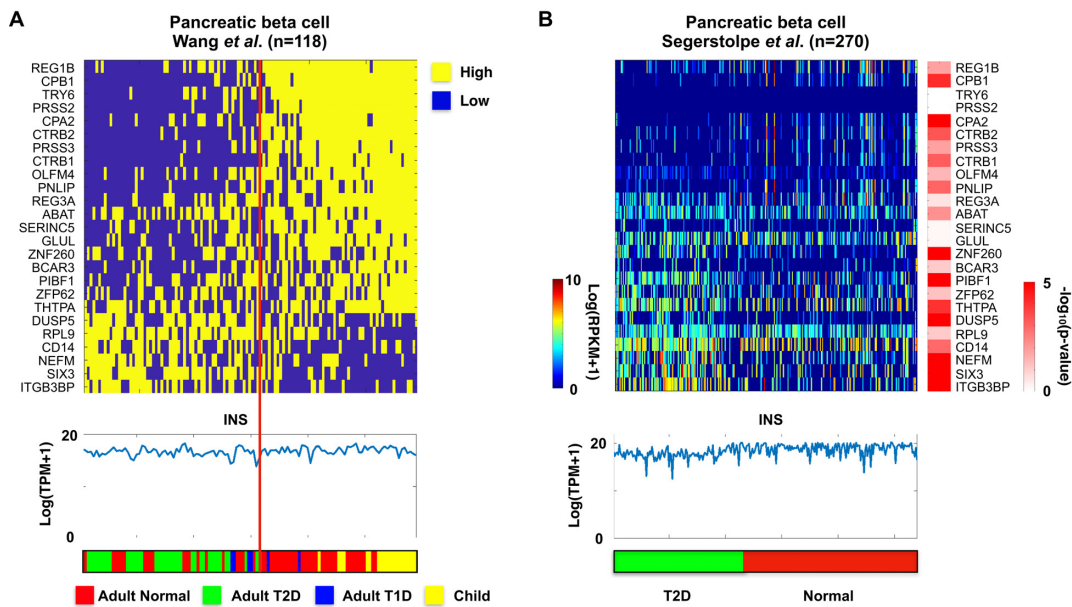 A
Pancreatic beta cell
Wang et al. (n=118)
REG1B
CPB1
TRY6
PRSS2
CPA2
CTRB2
PRSS3
CTRB1
OLFM4
PNLIP
REG3A
ABAT
SERINC5
GLUL
ZNF260
BCAR3
PIBF1
ZFP62
THTPA
DUSP5
RPL9
CD14
NEFM
SIX3
ITGB3BP
High
Low
INS
20
0
Log(TPM+1)
Adult Normal
Adult T2D
Adult T1D
Child
B
Pancreatic beta cell
Segerstolpe et al. (n=270)
10
0
Log(RPKM+1)
REG1B
CPB1
TRY6
PRSS2
CPA2
CTRB2
PRSS3
CTRB1
OLFM4
PNLIP
REG3A
ABAT
SERINC5
GLUL
ZNF260
BCAR3
PIBF1
ZFP62
THTPA
DUSP5
RPL9
CD14
NEFM
SIX3
ITGB3BP
5
0
-log₁₀(p-value)
INS
20
0
Log(TPM+1)
T2D
Normal